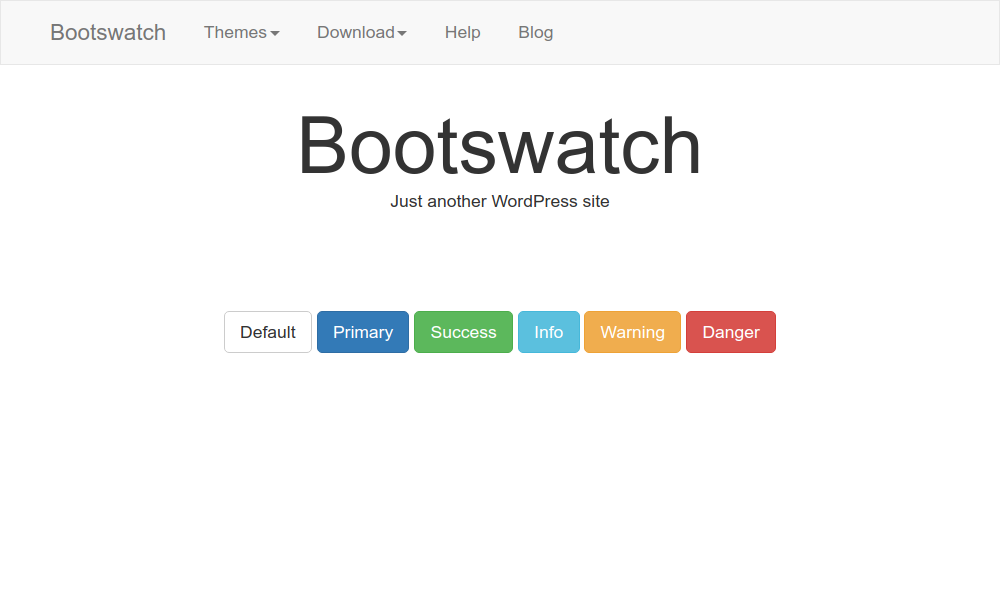 Bootswatch Themes Download Help Blog
Bootswatch
Just another WordPress site
Default Primary Success Info Warning Danger